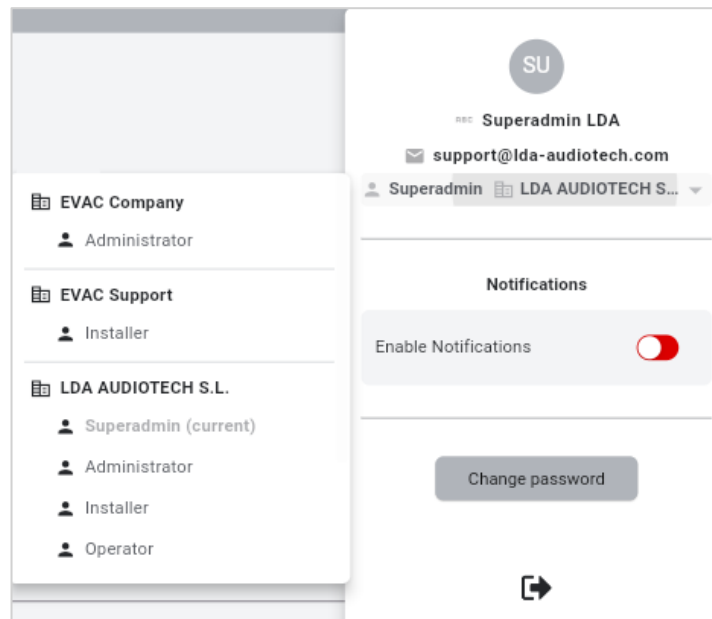 SU
ABC Superadmin LDA
support@lda-audiotech.com
Superadmin LDA AUDIOTECH S...
EVAC Company
Administrator
EVAC Support
Installer
LDA AUDIOTECH S.L.
Superadmin (current)
Administrator
Installer
Operator
Notifications
Enable Notifications
Change password